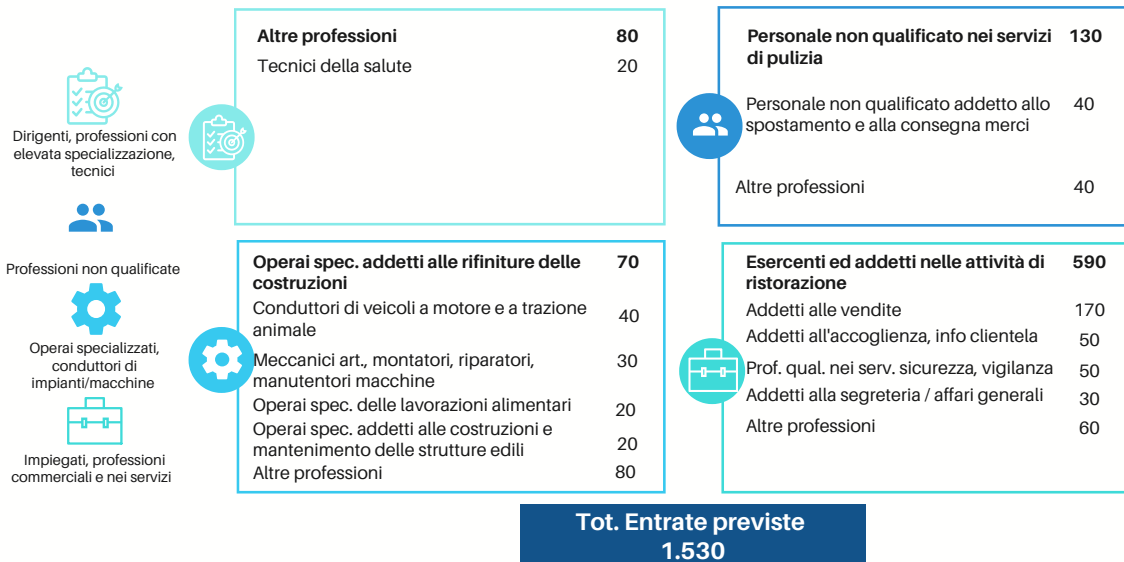 Dirigenti, professioni con
elevata specializzazione,
tecnici
Professioni non qualificate
Operai specializzati,
conduttori di
impianti/macchine
Impiegati, professioni
commerciali e nei servizi
Altre professioni 80
Tecnici della salute 20
Personale non qualificato nei servizi 130
di pulizia
Personale non qualificato addetto allo 40
spostamento e alla consegna merci
Altre professioni 40
Operai spec. addetti alle rifiniture delle 70
costruzioni
Conduttori di veicoli a motore e a trazione 40
animale
Meccanici art., montatori, riparatori, 30
manutentori macchine
Operai spec. delle lavorazioni alimentari 20
Operai spec. addetti alle costruzioni e 20
mantenimento delle strutture edili
Altre professioni 80
Esercenti ed addetti nelle attività di 590
ristorazione
Addetti alle vendite 170
Addetti all'accoglienza, info clientela 50
Prof. qual. nei serv. sicurezza, vigilanza 50
Addetti alla segreteria / affari generali 30
Altre professioni 60
Tot. Entrate previste
1.530